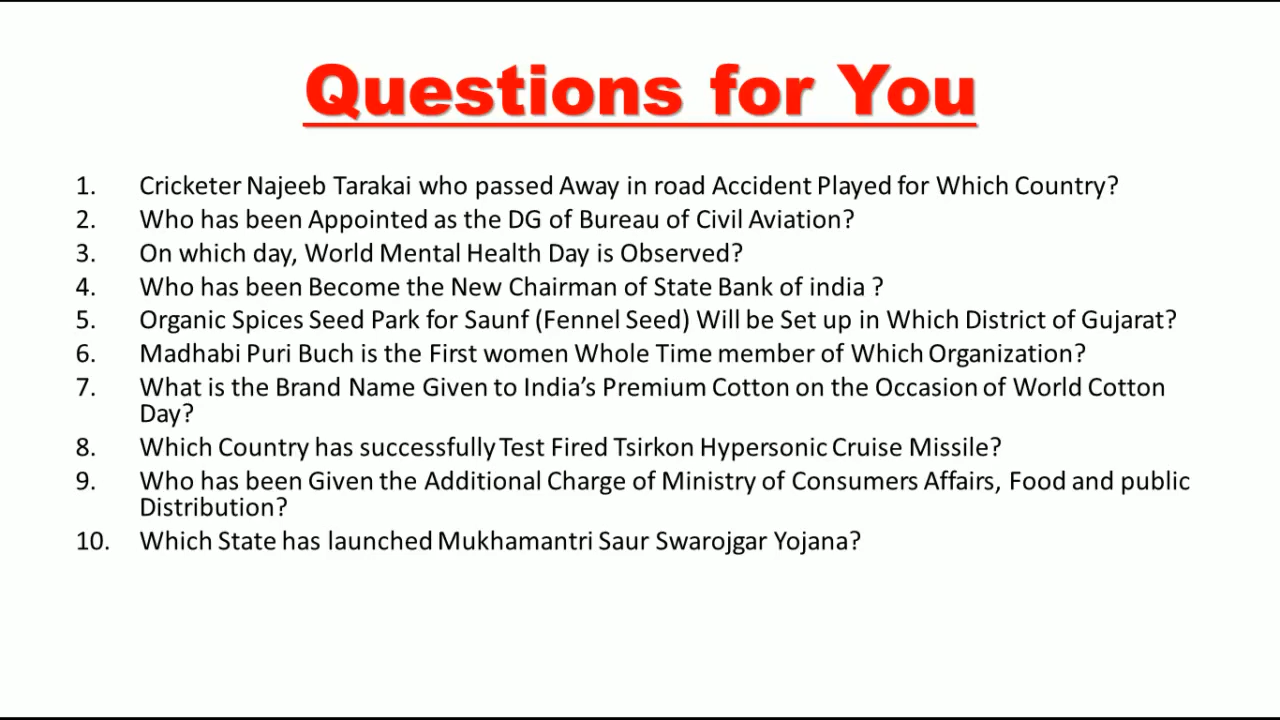 Questions for You
1. Cricketer Najeeb Tarakai who passed Away in road Accident Played for Which Country?
2. Who has been Appointed as the DG of Bureau of Civil Aviation?
3. On which day, World Mental Health Day is Observed?
4. Who has been Become the New Chairman of State Bank of india ?
5. Organic Spices Seed Park for Saunf (Fennel Seed) Will be Set up in Which District of Gujarat?
6. Madhabi Puri Buch is the First women Whole Time member of Which Organization?
7. What is the Brand Name Given to India’s Premium Cotton on the Occasion of World Cotton
Day?
8. Which Country has successfully Test Fired Tsirkon Hypersonic Cruise Missile?
9. Who has been Given the Additional Charge of Ministry of Consumers Affairs, Food and public
Distribution?
10. Which State has launched Mukhamantri Saur Swarojgar Yojana?